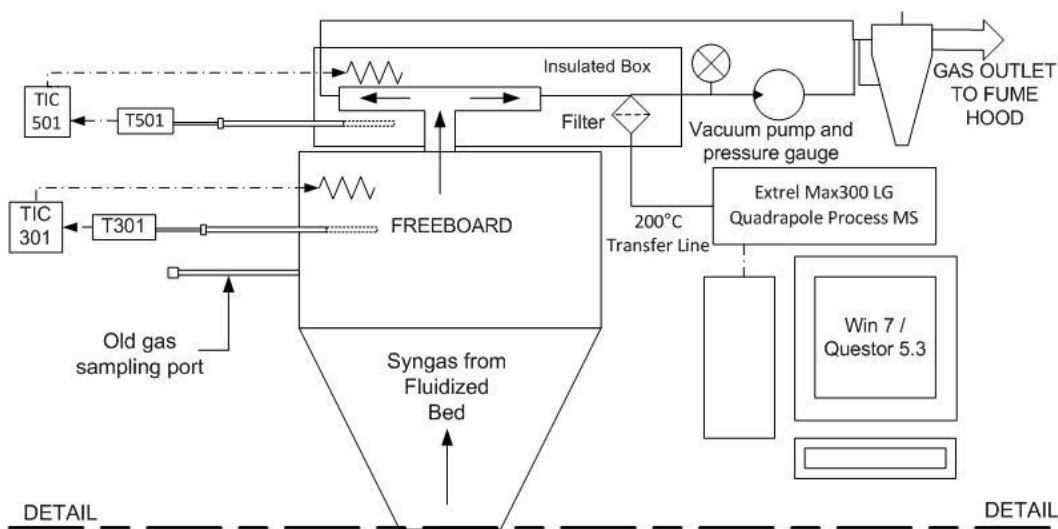 Insulated Box
GAS OUTLET
TO FUME
HOOD
TIC
501
T501
Filter
Vacuum pump and
pressure gauge
Extrel Max300 LG
Quadrapole Process MS
TIC
301
T301
FREEBOARD
200°C
Transfer Line
Old gas
sampling port
Syngas from
Fluidized
Bed
Win 7 /
Questor 5.3
DETAIL
DETAIL